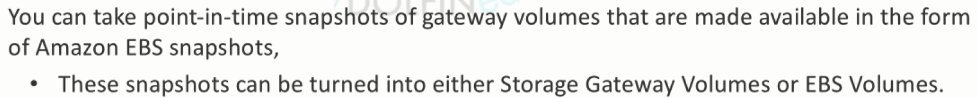 You can take point-in-time snapshots of gateway volumes that are made available in the form
of Amazon EBS snapshots,
• These snapshots can be turned into either Storage Gateway Volumes or EBS Volumes.